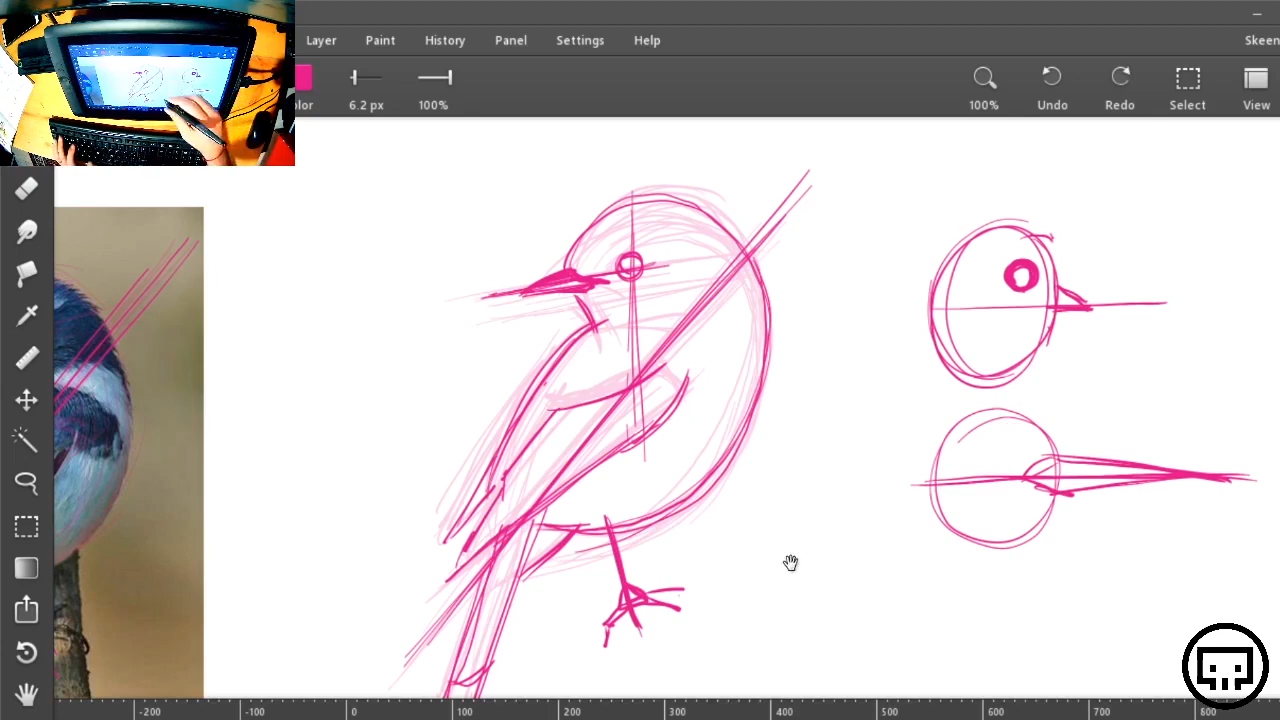 Layer Paint History Panel Settings Help Skeen
olor 6.2 px 100% 100% Undo Redo Select View
-200 -100 0 100 200 300 400 500 600 700 800